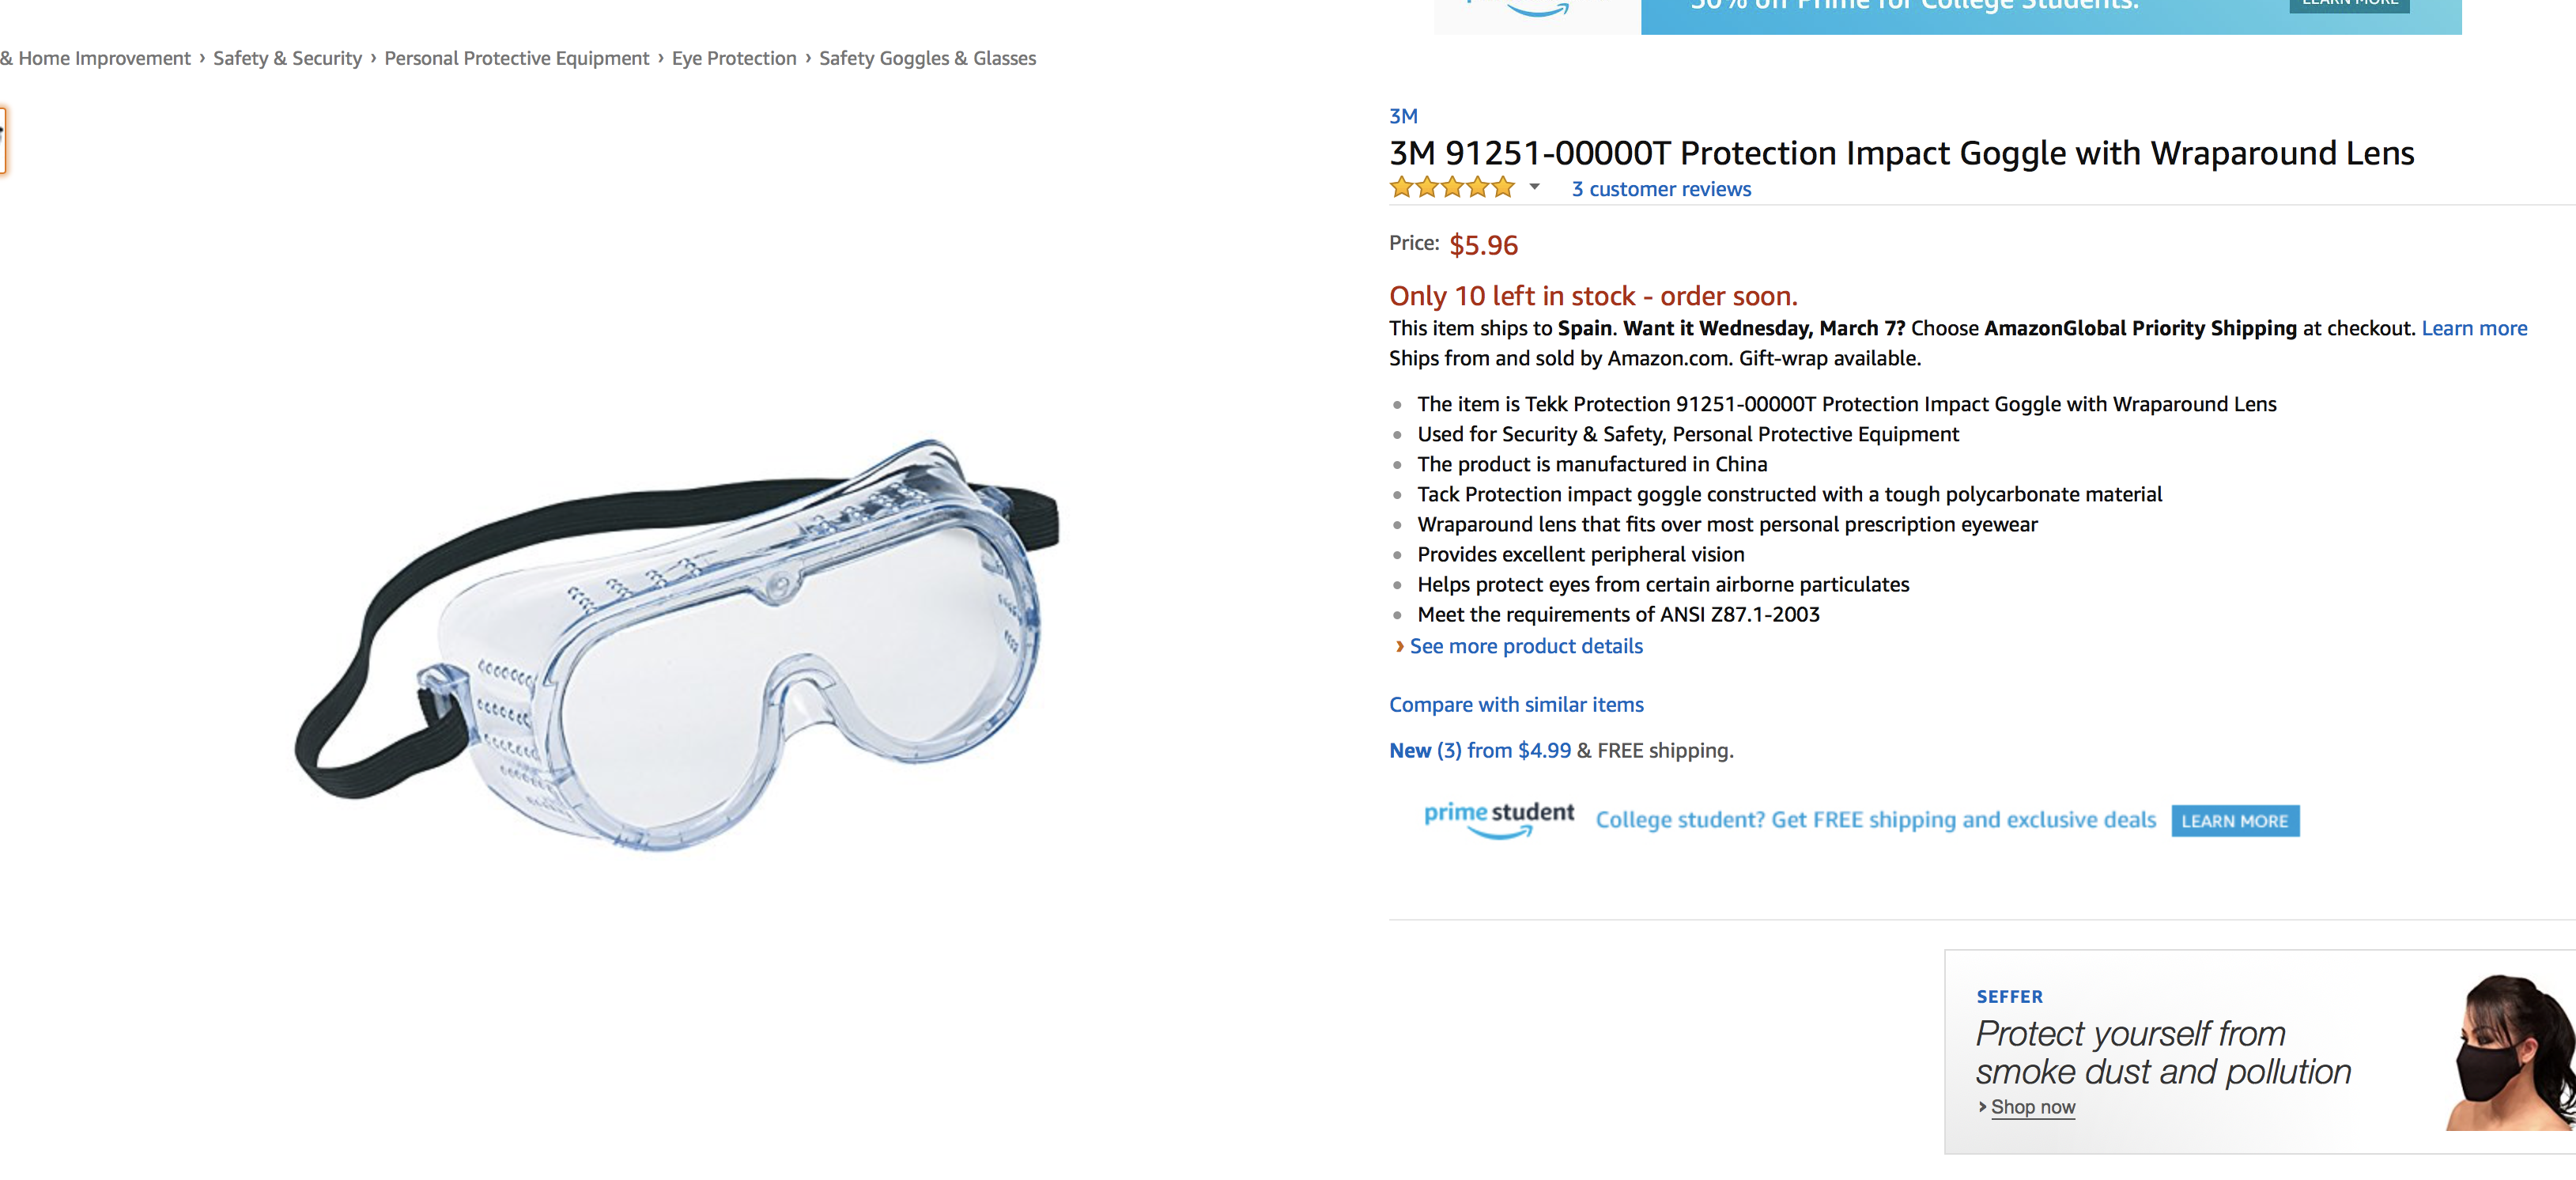 50% off Prime for College Students.
LEARN MORE
& Home Improvement › Safety & Security › Personal Protective Equipment › Eye Protection › Safety Goggles & Glasses
3M
3M 91251-00000T Protection Impact Goggle with Wraparound Lens
3 customer reviews
Price: $5.96
Only 10 left in stock - order soon.
This item ships to Spain. Want it Wednesday, March 7? Choose AmazonGlobal Priority Shipping at checkout. Learn more
Ships from and sold by Amazon.com. Gift-wrap available.
The item is Tekk Protection 91251-00000T Protection Impact Goggle with Wraparound Lens
Used for Security & Safety, Personal Protective Equipment
The product is manufactured in China
Tack Protection impact goggle constructed with a tough polycarbonate material
Wraparound lens that fits over most personal prescription eyewear
Provides excellent peripheral vision
Helps protect eyes from certain airborne particulates
Meet the requirements of ANSI Z87.1-2003
› See more product details
Compare with similar items
New (3) from $4.99 & FREE shipping.
prime student College student? Get FREE shipping and exclusive deals LEARN MORE
SEFFER
Protect yourself from
smoke dust and pollution
› Shop now